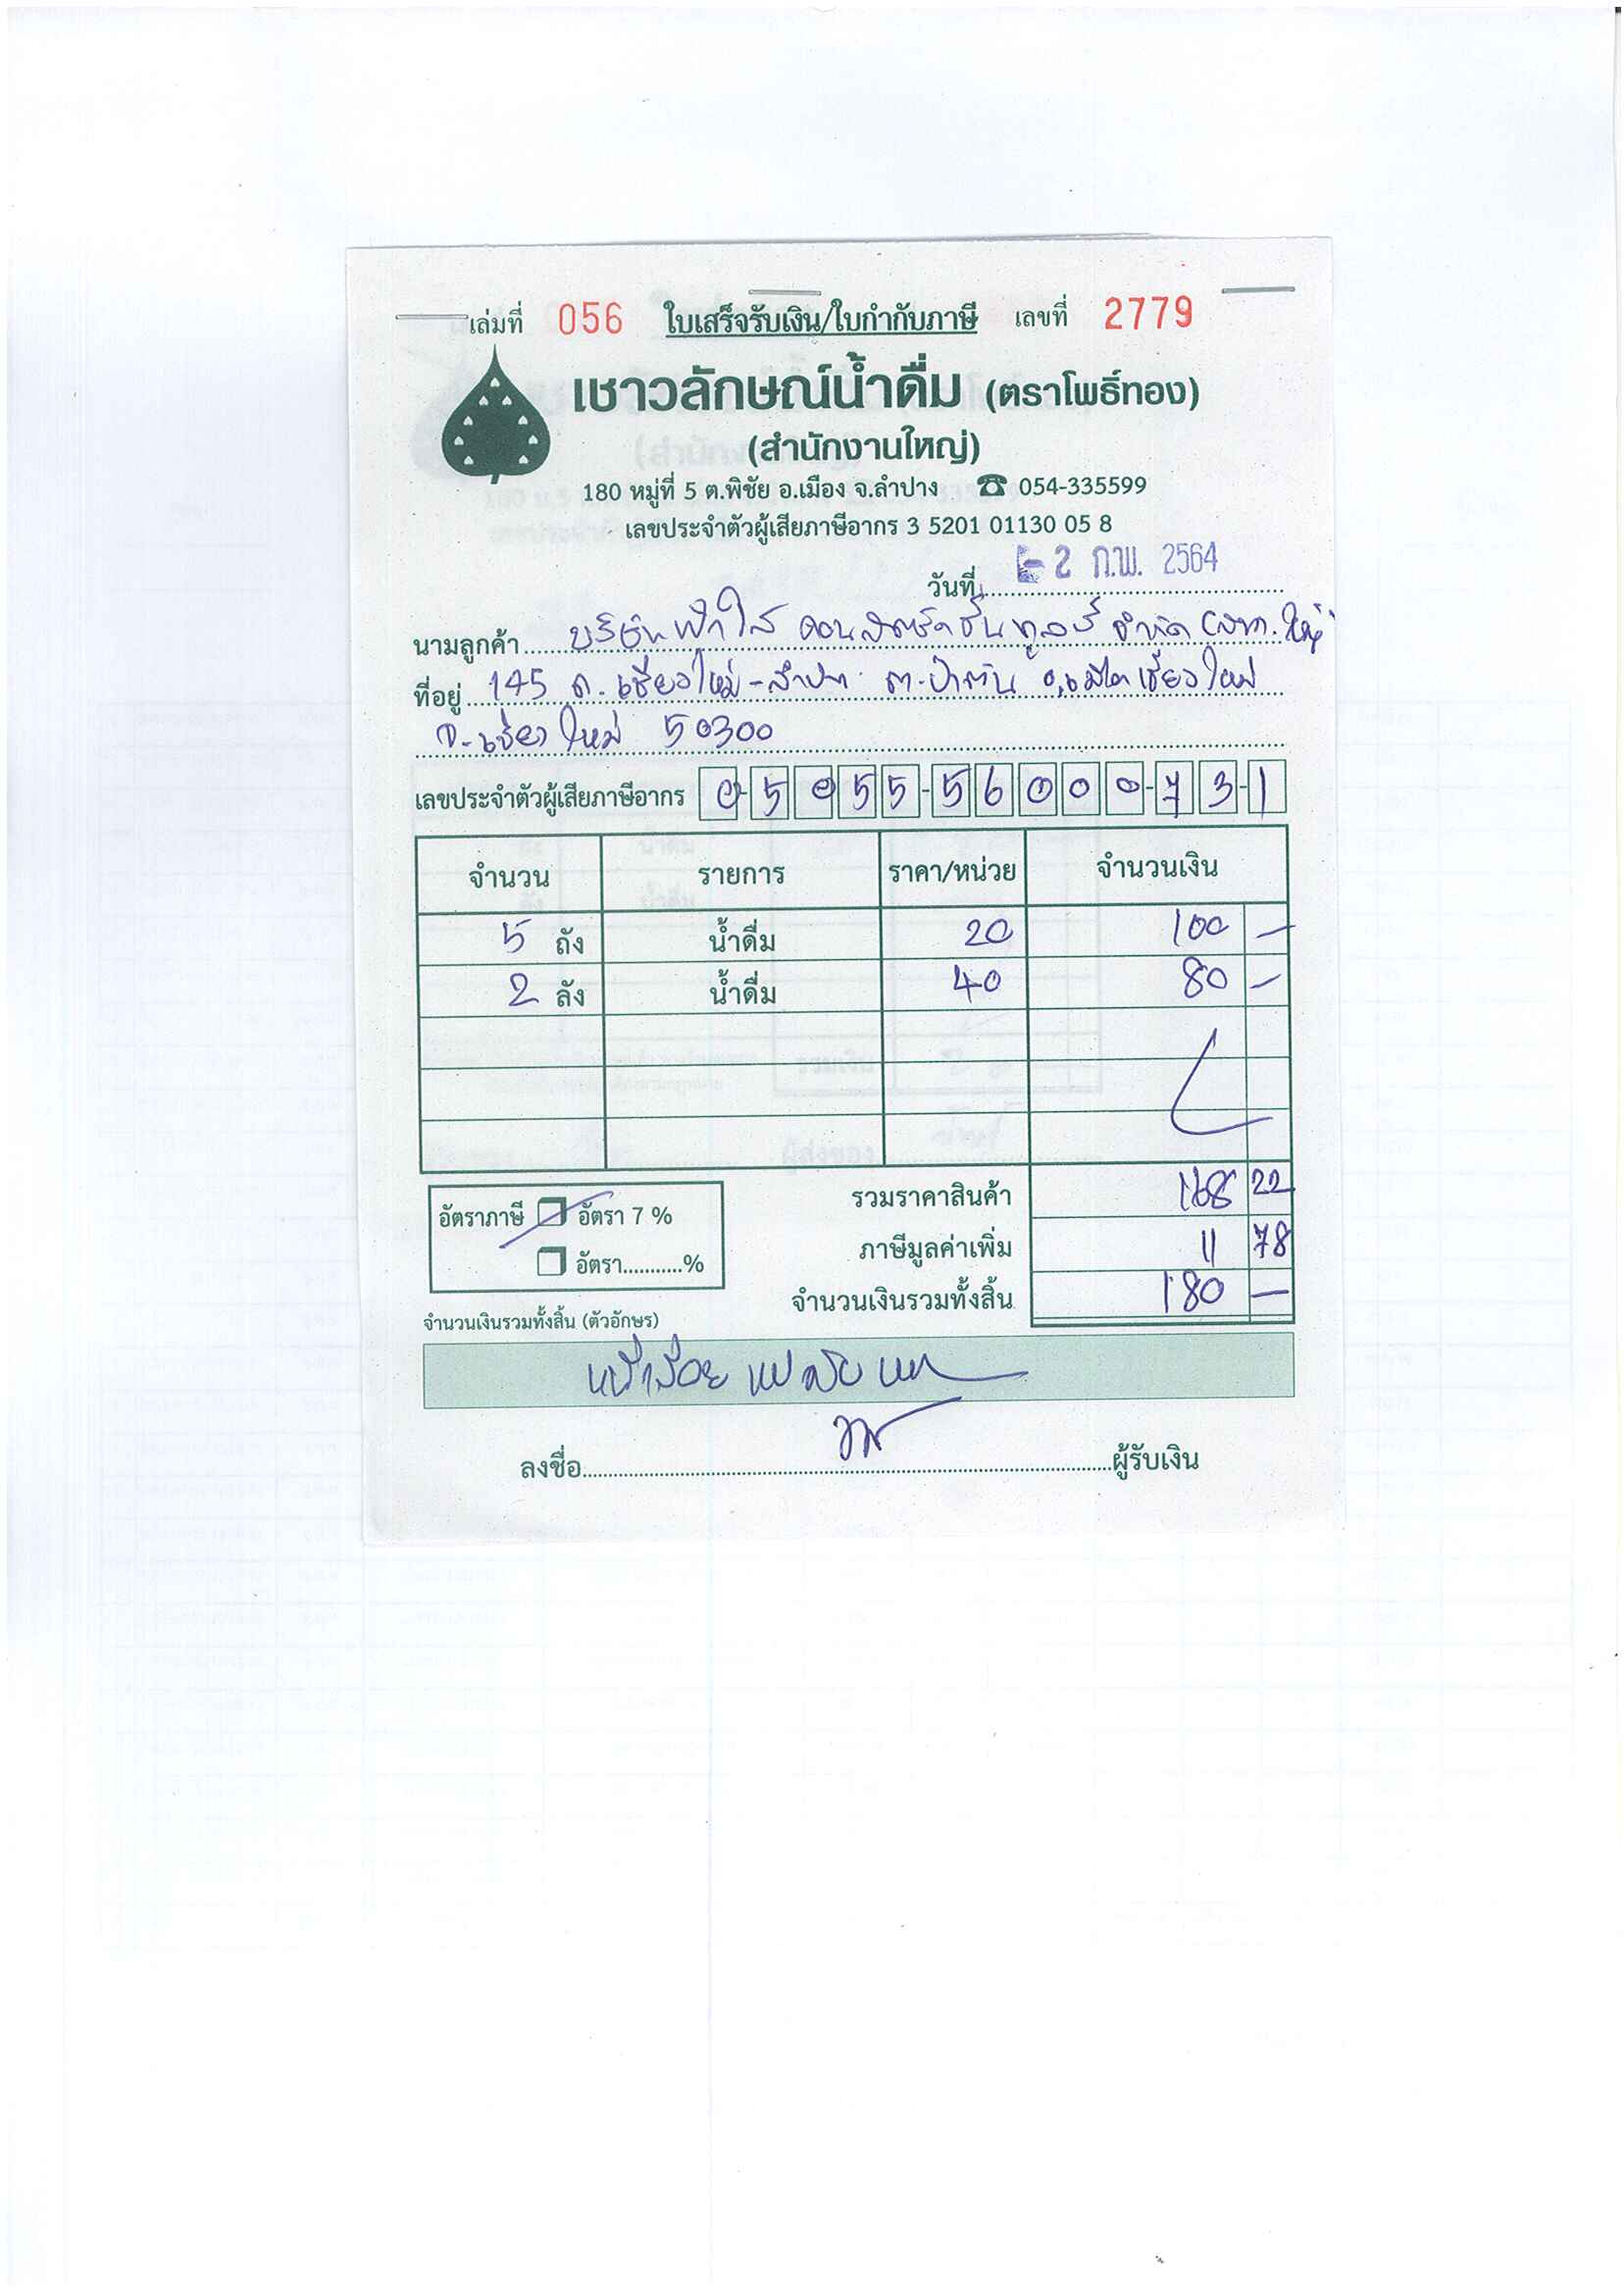 เล่มที่ 056 ใบเสร็จรับเงิน/ใบกำกับภาษี เลขที่ 2779
เชาวลักษณ์น้ำดื่ม (ตราโพธิ์ทอง)
(สำนักงานใหญ่)
180 หมู่ที่ 5 ต.พิชัย อ.เมือง จ.ลำปาง ☎ 054-335599
เลขประจำตัวผู้เสียภาษีอากร 3 5201 01130 05 8
วันที่ - 2 ก.พ. 2564
นามลูกค้า บริษัท ฟ้าใส คอนสตรัคชั่น ทูลส์ จำกัด (สนง.ใหญ่
ที่อยู่ 145 ถ.เชียงใหม่-ลำปาง ต.ป่าตัน อ.เมืองเชียงใหม่
จ.เชียงใหม่ 50300
เลขประจำตัวผู้เสียภาษีอากร 0-5055-56000-73-1
จำนวน รายการ ราคา/หน่วย จำนวนเงิน
5 ถัง น้ำดื่ม 20 100 -
2 ลัง น้ำดื่ม 40 80 -
รวมราคาสินค้า 168 22
อัตราภาษี อัตรา 7 %
ภาษีมูลค่าเพิ่ม 11 78
อัตรา...........%
จำนวนเงินรวมทั้งสิ้น 180 -
จำนวนเงินรวมทั้งสิ้น (ตัวอักษร)
หนึ่งร้อยแปดสิบบาท
ลงชื่อ ผู้รับเงิน